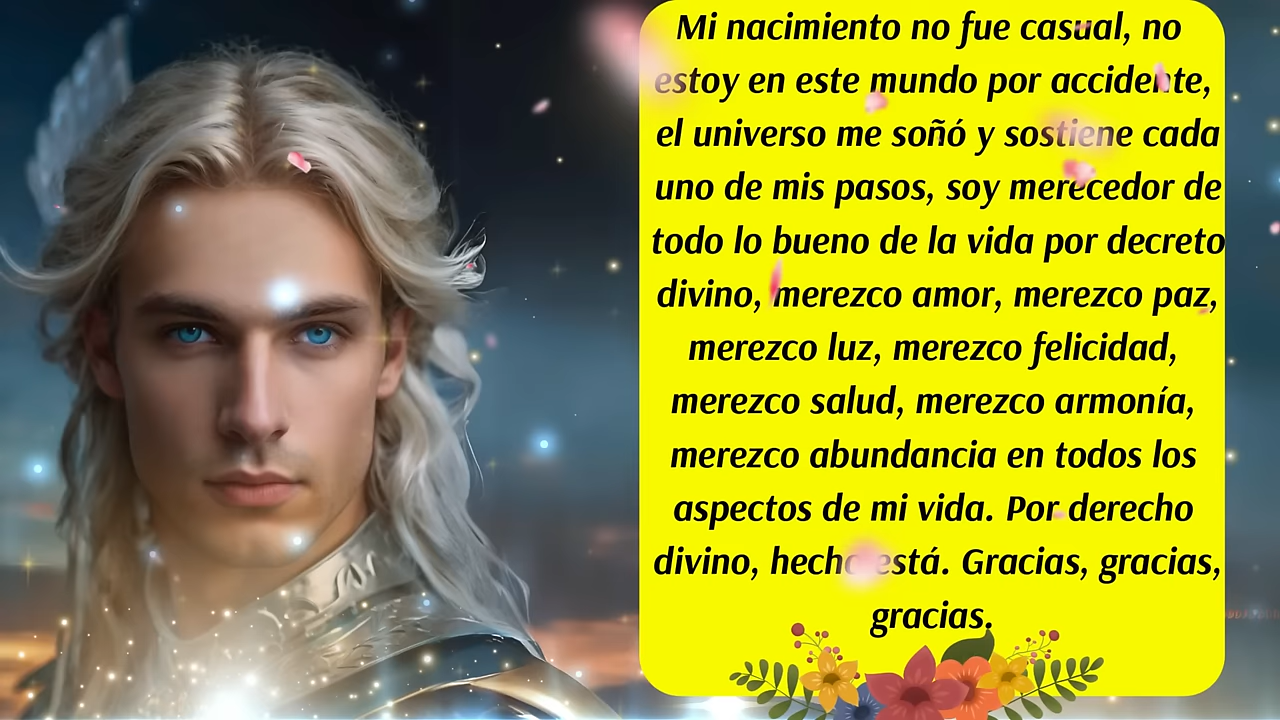 Mi nacimiento no fue casual, no
estoy en este mundo por accidente,
el universo me soñó y sostiene cada
uno de mis pasos, soy merecedor de
todo lo bueno de la vida por decreto
divino, merezco amor, merezco paz,
merezco luz, merezco felicidad,
merezco salud, merezco armonía,
merezco abundancia en todos los
aspectos de mi vida. Por derecho
divino, hecho está. Gracias, gracias,
gracias.